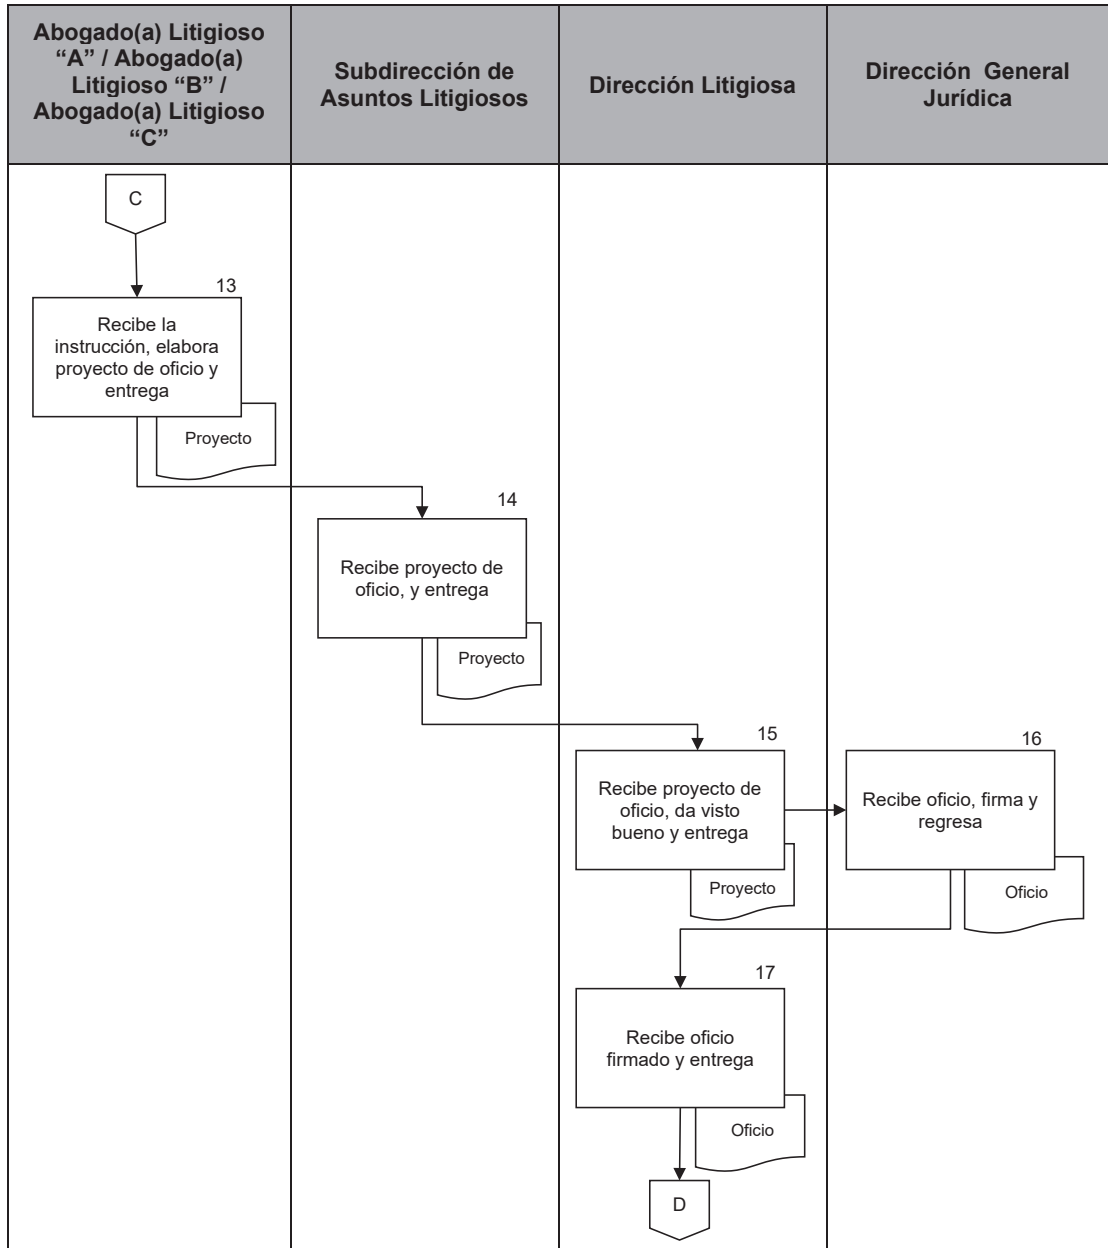 Abogado(a) Litigioso
“A” / Abogado(a)
Litigioso “B” /
Abogado(a) Litigioso
“C”
Subdirección de
Asuntos Litigiosos
Dirección Litigiosa
Dirección General
Jurídica
C
13
Recibe la
instrucción, elabora
proyecto de oficio y
entrega
Proyecto
14
Recibe proyecto de
oficio, y entrega
Proyecto
15
Recibe proyecto de
oficio, da visto
bueno y entrega
Proyecto
16
Recibe oficio, firma y
regresa
Oficio
17
Recibe oficio
firmado y entrega
Oficio
D